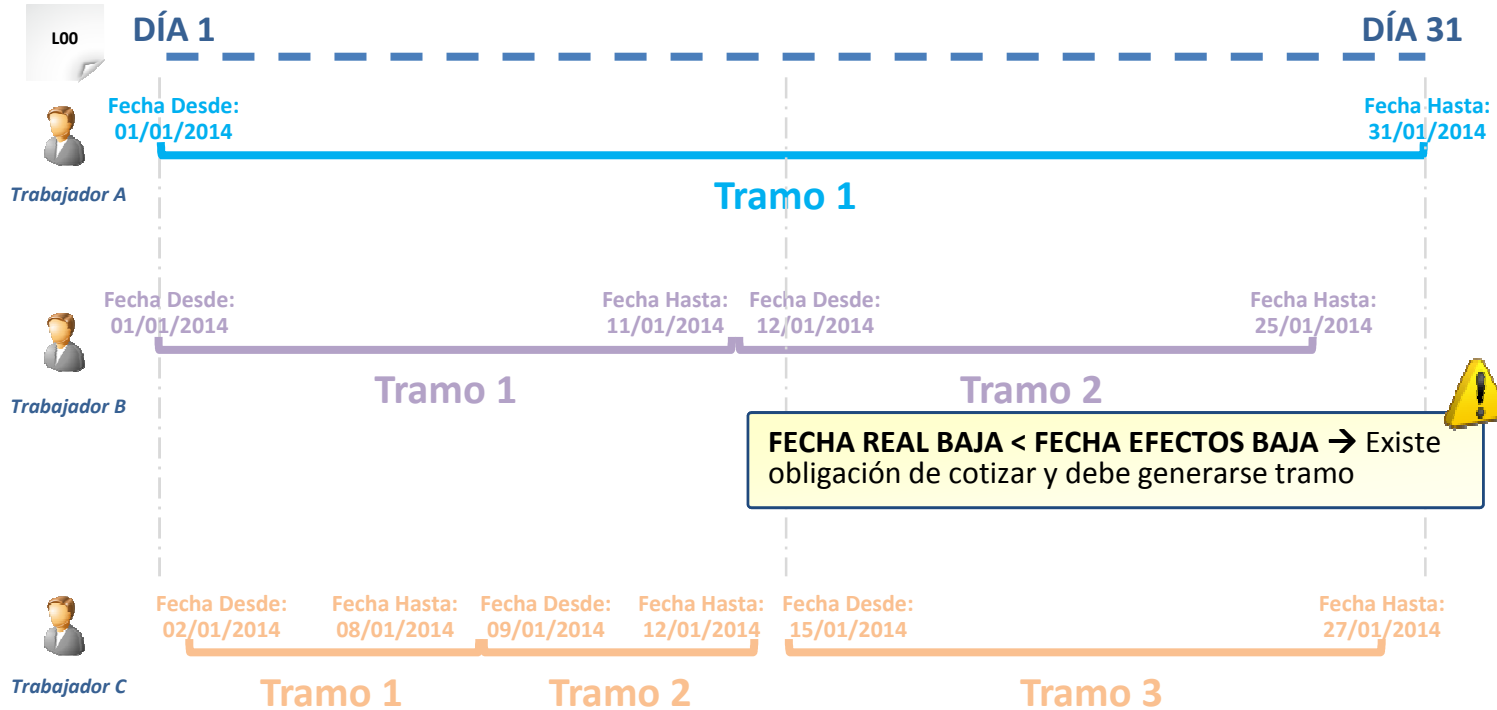 L00
DÍA 1
DÍA 31
Fecha Desde:
01/01/2014
Fecha Hasta:
31/01/2014
Trabajador A
Tramo 1
Fecha Desde:
01/01/2014
Fecha Hasta:
11/01/2014
Fecha Desde:
12/01/2014
Fecha Hasta:
25/01/2014
Trabajador B
Tramo 1
Tramo 2
FECHA REAL BAJA < FECHA EFECTOS BAJA → Existe
obligación de cotizar y debe generarse tramo
Fecha Desde:
02/01/2014
Fecha Hasta:
08/01/2014
Fecha Desde:
09/01/2014
Fecha Hasta:
12/01/2014
Fecha Desde:
15/01/2014
Fecha Hasta:
27/01/2014
Trabajador C
Tramo 1
Tramo 2
Tramo 3